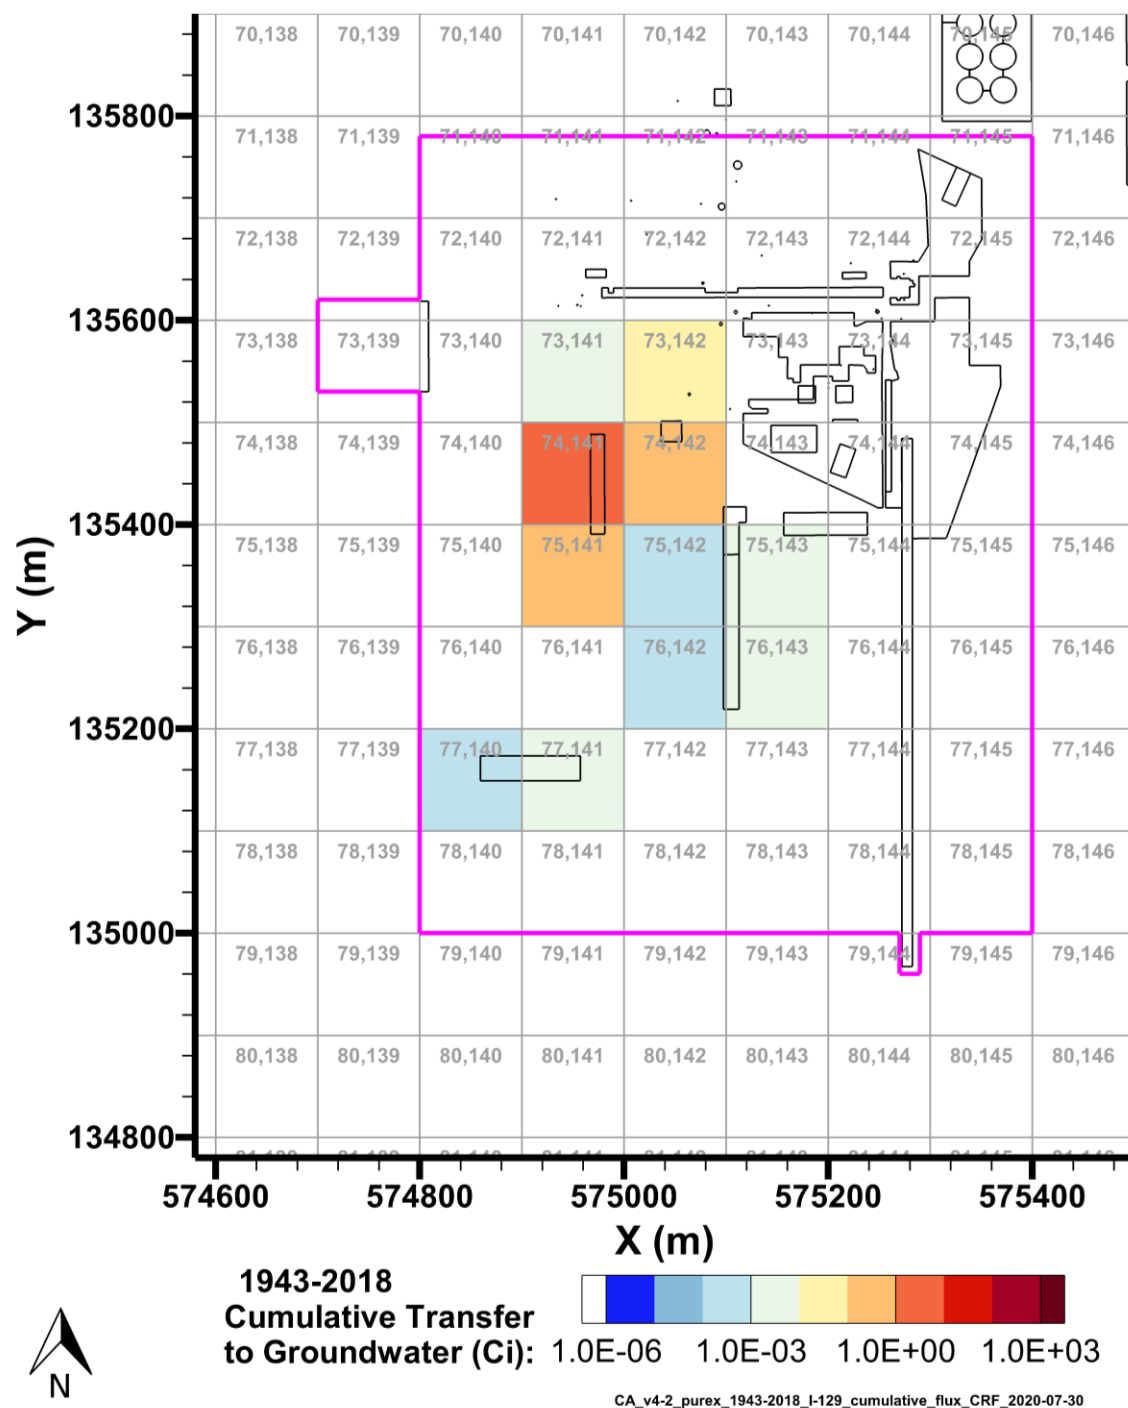 70,138 70,139 70,140 70,141 70,142 70,143 70,144 70,145 70,146
135800
71,138 71,139 71,140 71,141 71,142 71,143 71,144 71,145 71,146
72,138 72,139 72,140 72,141 72,142 72,143 72,144 72,145 72,146
135600
73,138 73,139 73,140 73,141 73,142 73,143 73,144 73,145 73,146
74,138 74,139 74,140 74,141 74,142 74,143 74,144 74,145 74,146
135400
75,138 75,139 75,140 75,141 75,142 75,143 75,144 75,145 75,146
Y (m)
76,138 76,139 76,140 76,141 76,142 76,143 76,144 76,145 76,146
135200
77,138 77,139 77,140 77,141 77,142 77,143 77,144 77,145 77,146
78,138 78,139 78,140 78,141 78,142 78,143 78,144 78,145 78,146
135000
79,138 79,139 79,140 79,141 79,142 79,143 79,144 79,145 79,146
80,138 80,139 80,140 80,141 80,142 80,143 80,144 80,145 80,146
134800
574600 574800 575000 575200 575400
X (m)
1943-2018
Cumulative Transfer
to Groundwater (Ci): 1.0E-06 1.0E-03 1.0E+00 1.0E+03
N
CA_v4-2_purex_1943-2018_I-129_cumulative_flux_CRF_2020-07-30